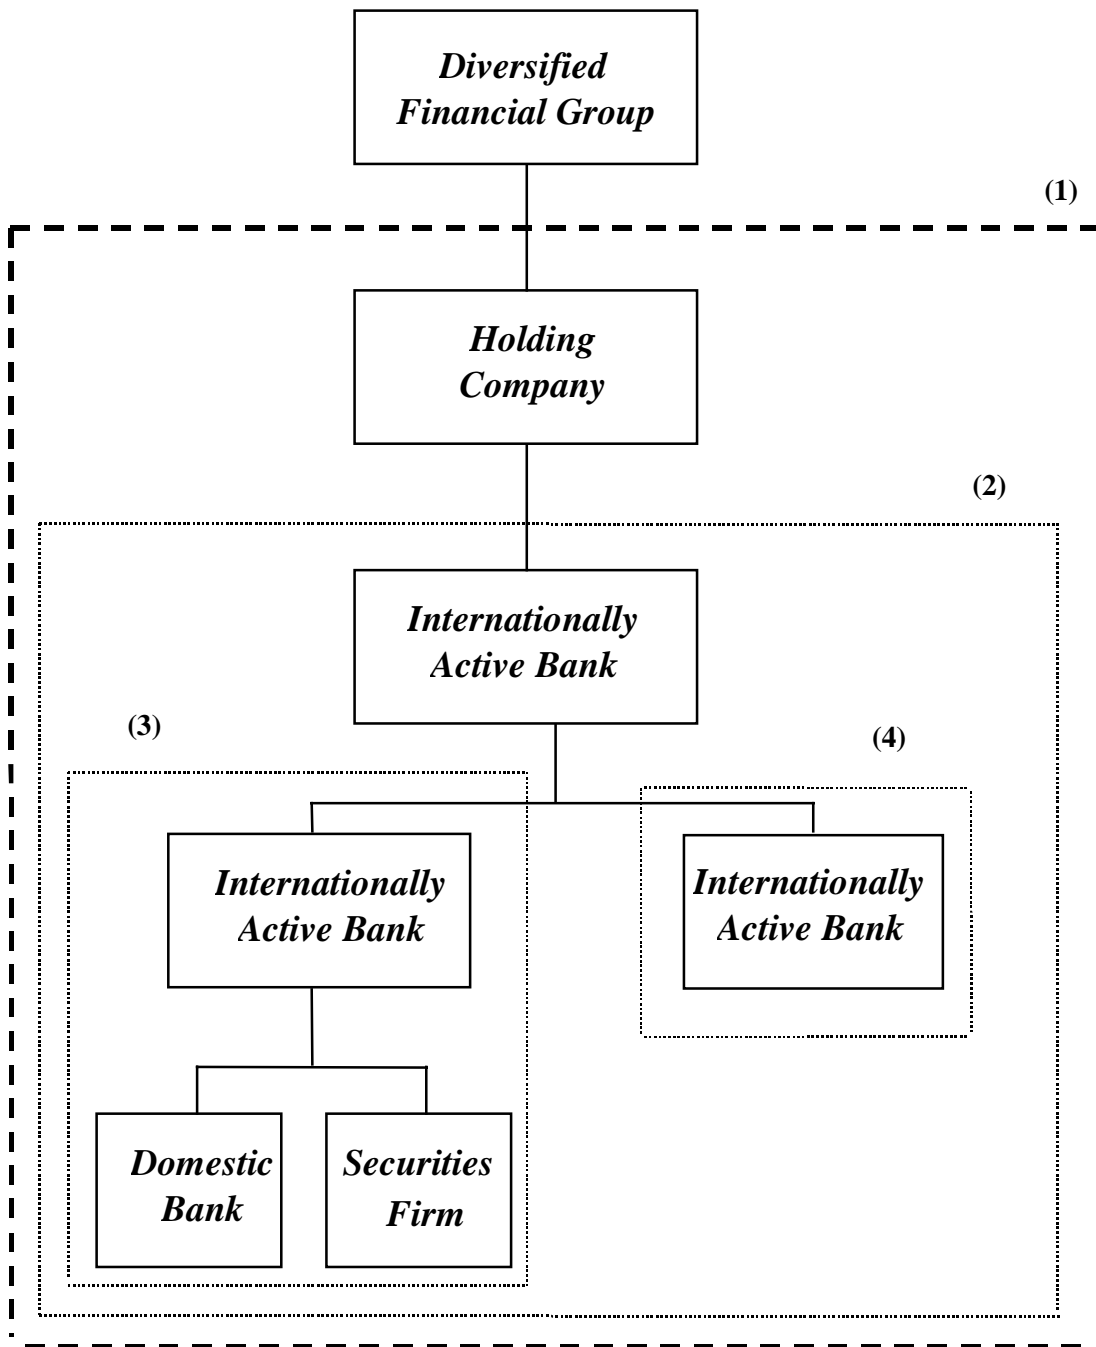 Diversified
Financial Group
(1)
Holding
Company
(2)
Internationally
Active Bank
(3)
(4)
Internationally
Active Bank
Internationally
Active Bank
Domestic
Bank
Securities
Firm